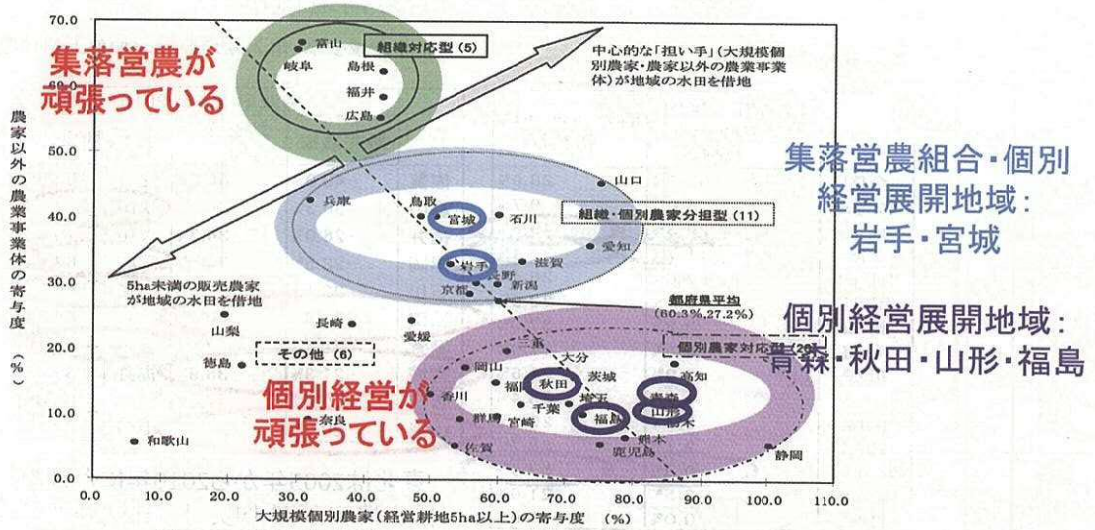 70.0
60.0
50.0
40.0
30.0
20.0
10.0
0.0
農家以外の農業事業体の寄与度 (%)
集落営農が
頑張っている
富山
岐阜
島根
福井
広島
組織対応型(5)
中心的な「担い手」(大規模個
別農家・農家以外の農業事業
体)が地域の水田を借地
集落営農組合・個別
経営展開地域:
岩手・宮城
兵庫
鳥取
宮城
石川
山口
組織・個別農家分担型(11)
愛知
岩手
滋賀
長野
京都
新潟
5ha未満の販売農家
が地域の水田を借地
都府県平均
(60.3%,27.2%)
山梨
長崎
愛媛
個別経営展開地域:
青森・秋田・山形・福島
徳島
その他(6)
三重
個別農家対応型
大分
岡山
秋田
茨城
高知
青森
香川
埼玉
千葉
福島
山形
個別経営が
頑張っている
奈良
群馬
宮崎
栃木
和歌山
佐賀
熊本
鹿児島
静岡
0.0 10.0 20.0 30.0 40.0 50.0 60.0 70.0 80.0 90.0 100.0 110.0
大規模個別農家(経営耕地5ha以上)の寄与度 (%)